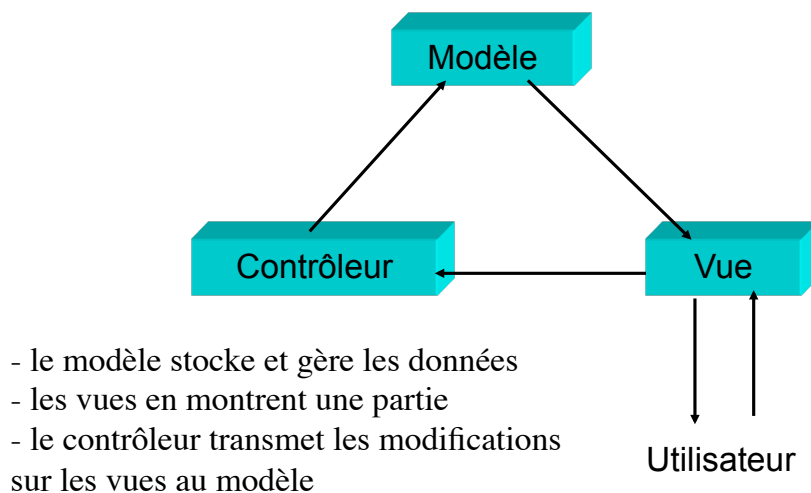 Modèle
Contrôleur
Vue
- le modèle stocke et gère les données
- les vues en montrent une partie
- le contrôleur transmet les modifications
sur les vues au modèle
Utilisateur